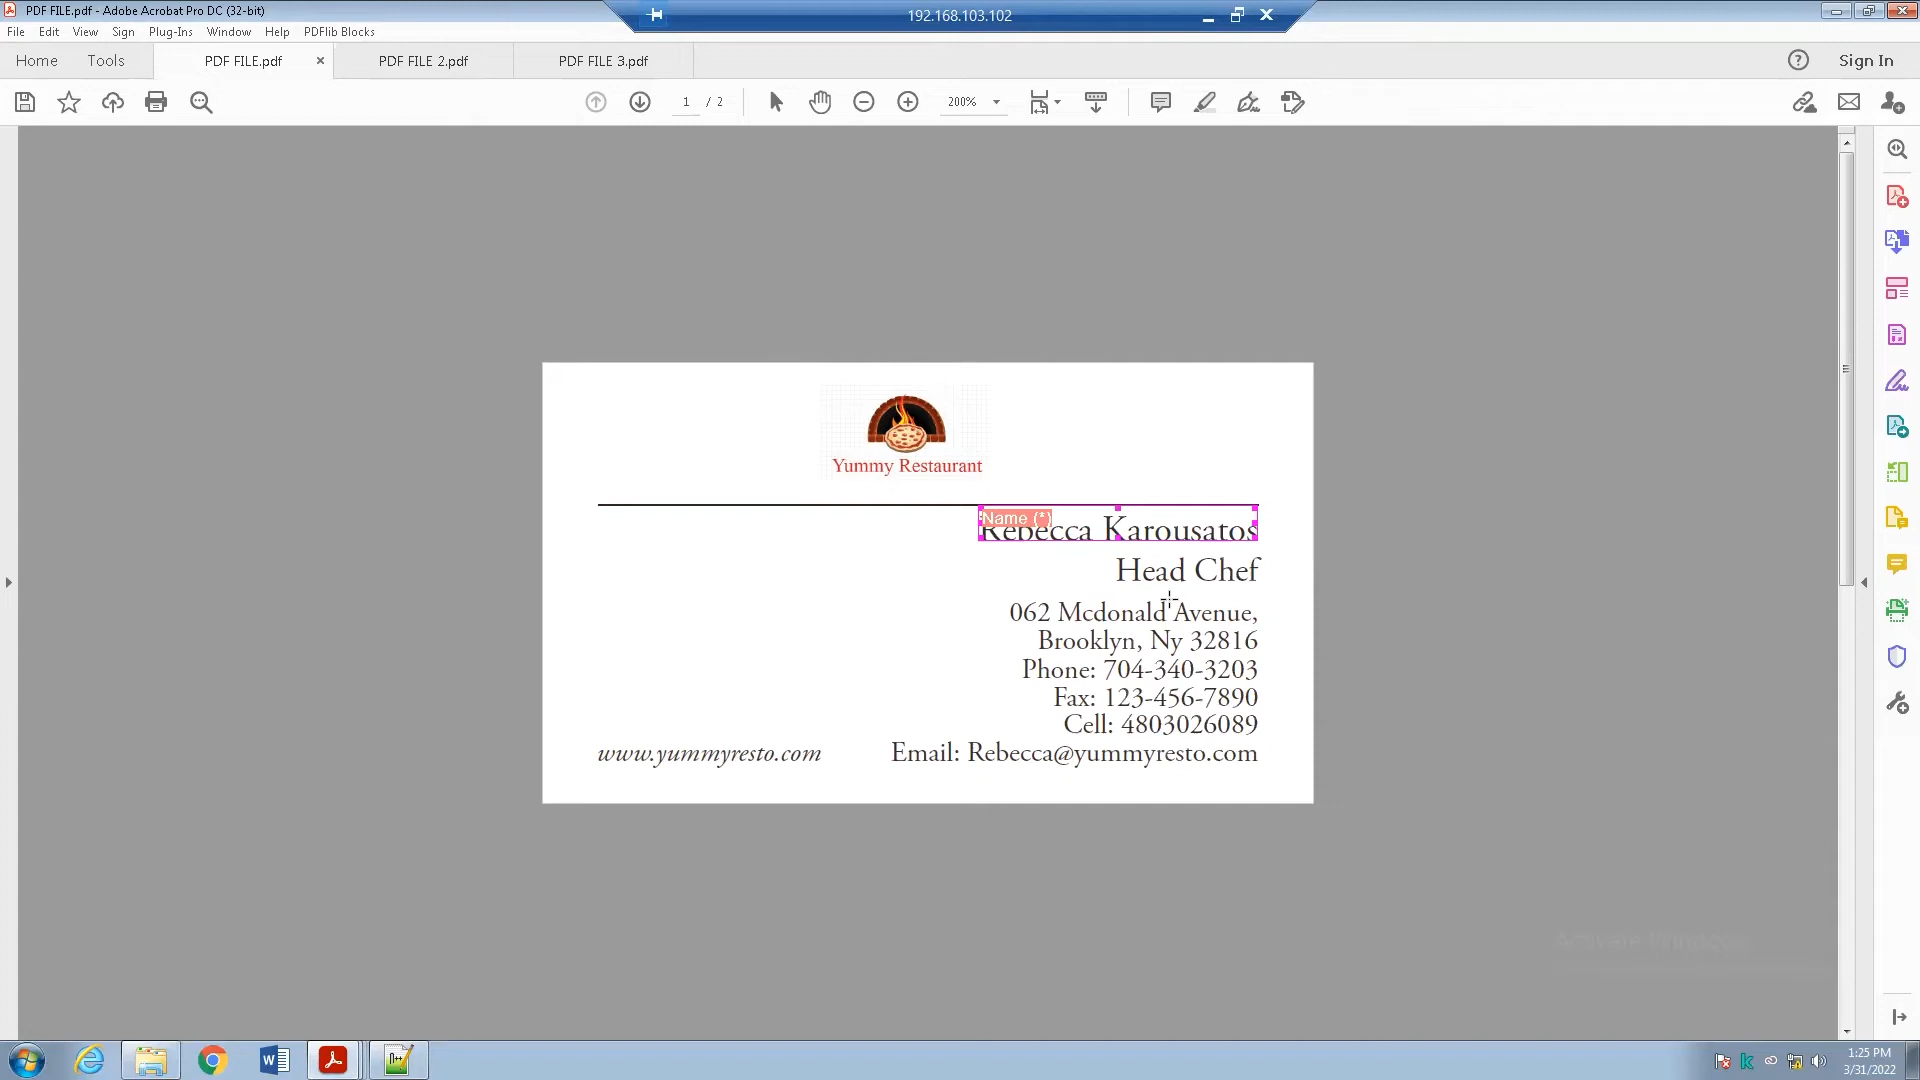 PDF FILE.pdf - Adobe Acrobat Pro DC (32-bit)
192.168.103.102
File Edit View Sign Plug-Ins Window Help PDFlib Blocks
Home Tools PDF FILE.pdf PDF FILE 2.pdf PDF FILE 3.pdf Sign In
1 / 2 200%
Yummy Restaurant
Name (*)
Rebecca Karousatos
Head Chef
062 Mcdonald Avenue,
Brooklyn, Ny 32816
Phone: 704-340-3203
Fax: 123-456-7890
Cell: 4803026089
www.yummyresto.com Email: Rebecca@yummyresto.com
1:25 PM
3/31/2022